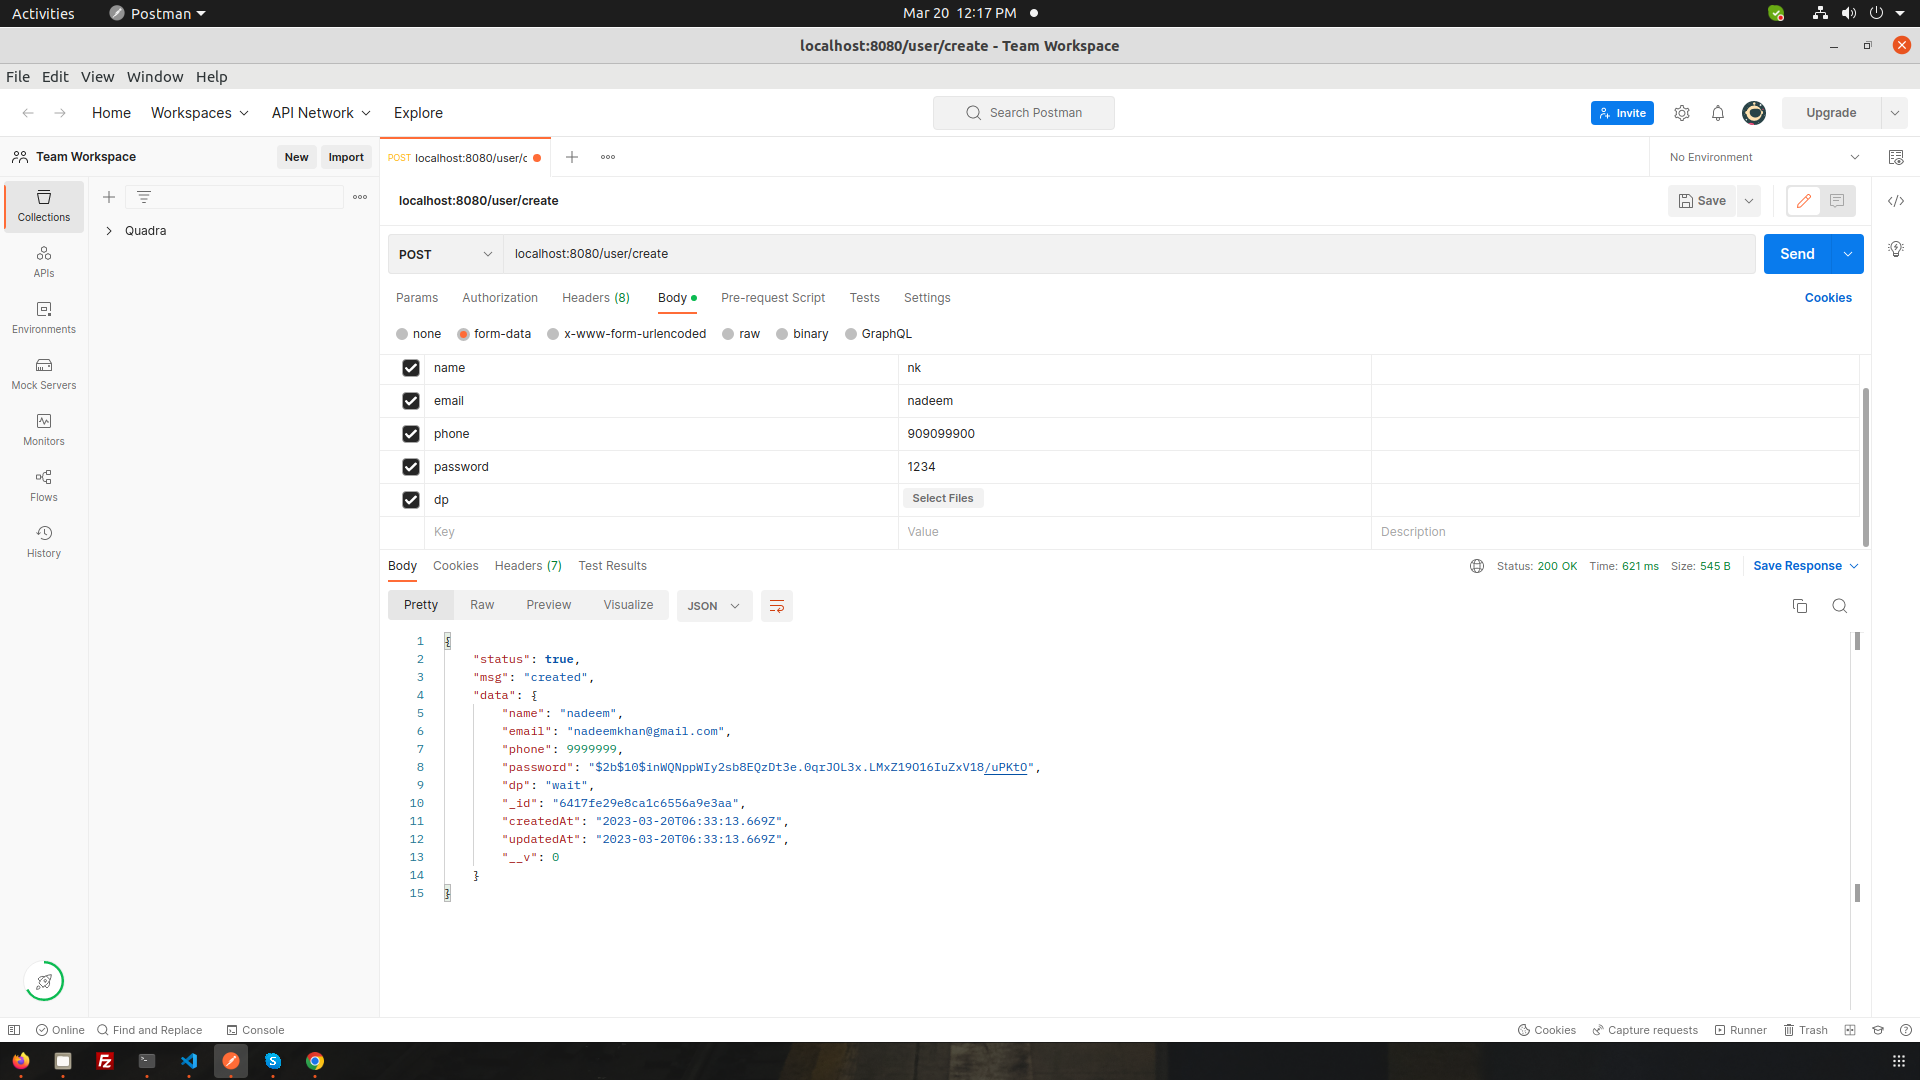 Activities Postman Mar 20 12:17 PM
localhost:8080/user/create - Team Workspace
File Edit View Window Help
Home Workspaces API Network Explore Search Postman Invite Upgrade
Team Workspace New Import POST localhost:8080/user/c No Environment
Collections
APIs
Environments
Mock Servers
Monitors
Flows
History
Quadra
localhost:8080/user/create Save
POST localhost:8080/user/create Send
Params Authorization Headers (8) Body Pre-request Script Tests Settings Cookies
none form-data x-www-form-urlencoded raw binary GraphQL
name nk
email nadeem
phone 909099900
password 1234
dp Select Files
Key Value Description
Body Cookies Headers (7) Test Results Status: 200 OK Time: 621 ms Size: 545 B Save Response
Pretty Raw Preview Visualize JSON
1 {
2 "status": true,
3 "msg": "created",
4 "data": {
5 "name": "nadeem",
6 "email": "nadeemkhan@gmail.com",
7 "phone": 9999999,
8 "password": "$2b$10$inWQNppWIy2sb8EQzDt3e.0qrJOL3x.LMxZ19O16IuZxV18/uPKtO",
9 "dp": "wait",
10 "_id": "6417fe29e8ca1c6556a9e3aa",
11 "createdAt": "2023-03-20T06:33:13.669Z",
12 "updatedAt": "2023-03-20T06:33:13.669Z",
13 "__v": 0
14 }
15 }
Online Find and Replace Console Cookies Capture requests Runner Trash